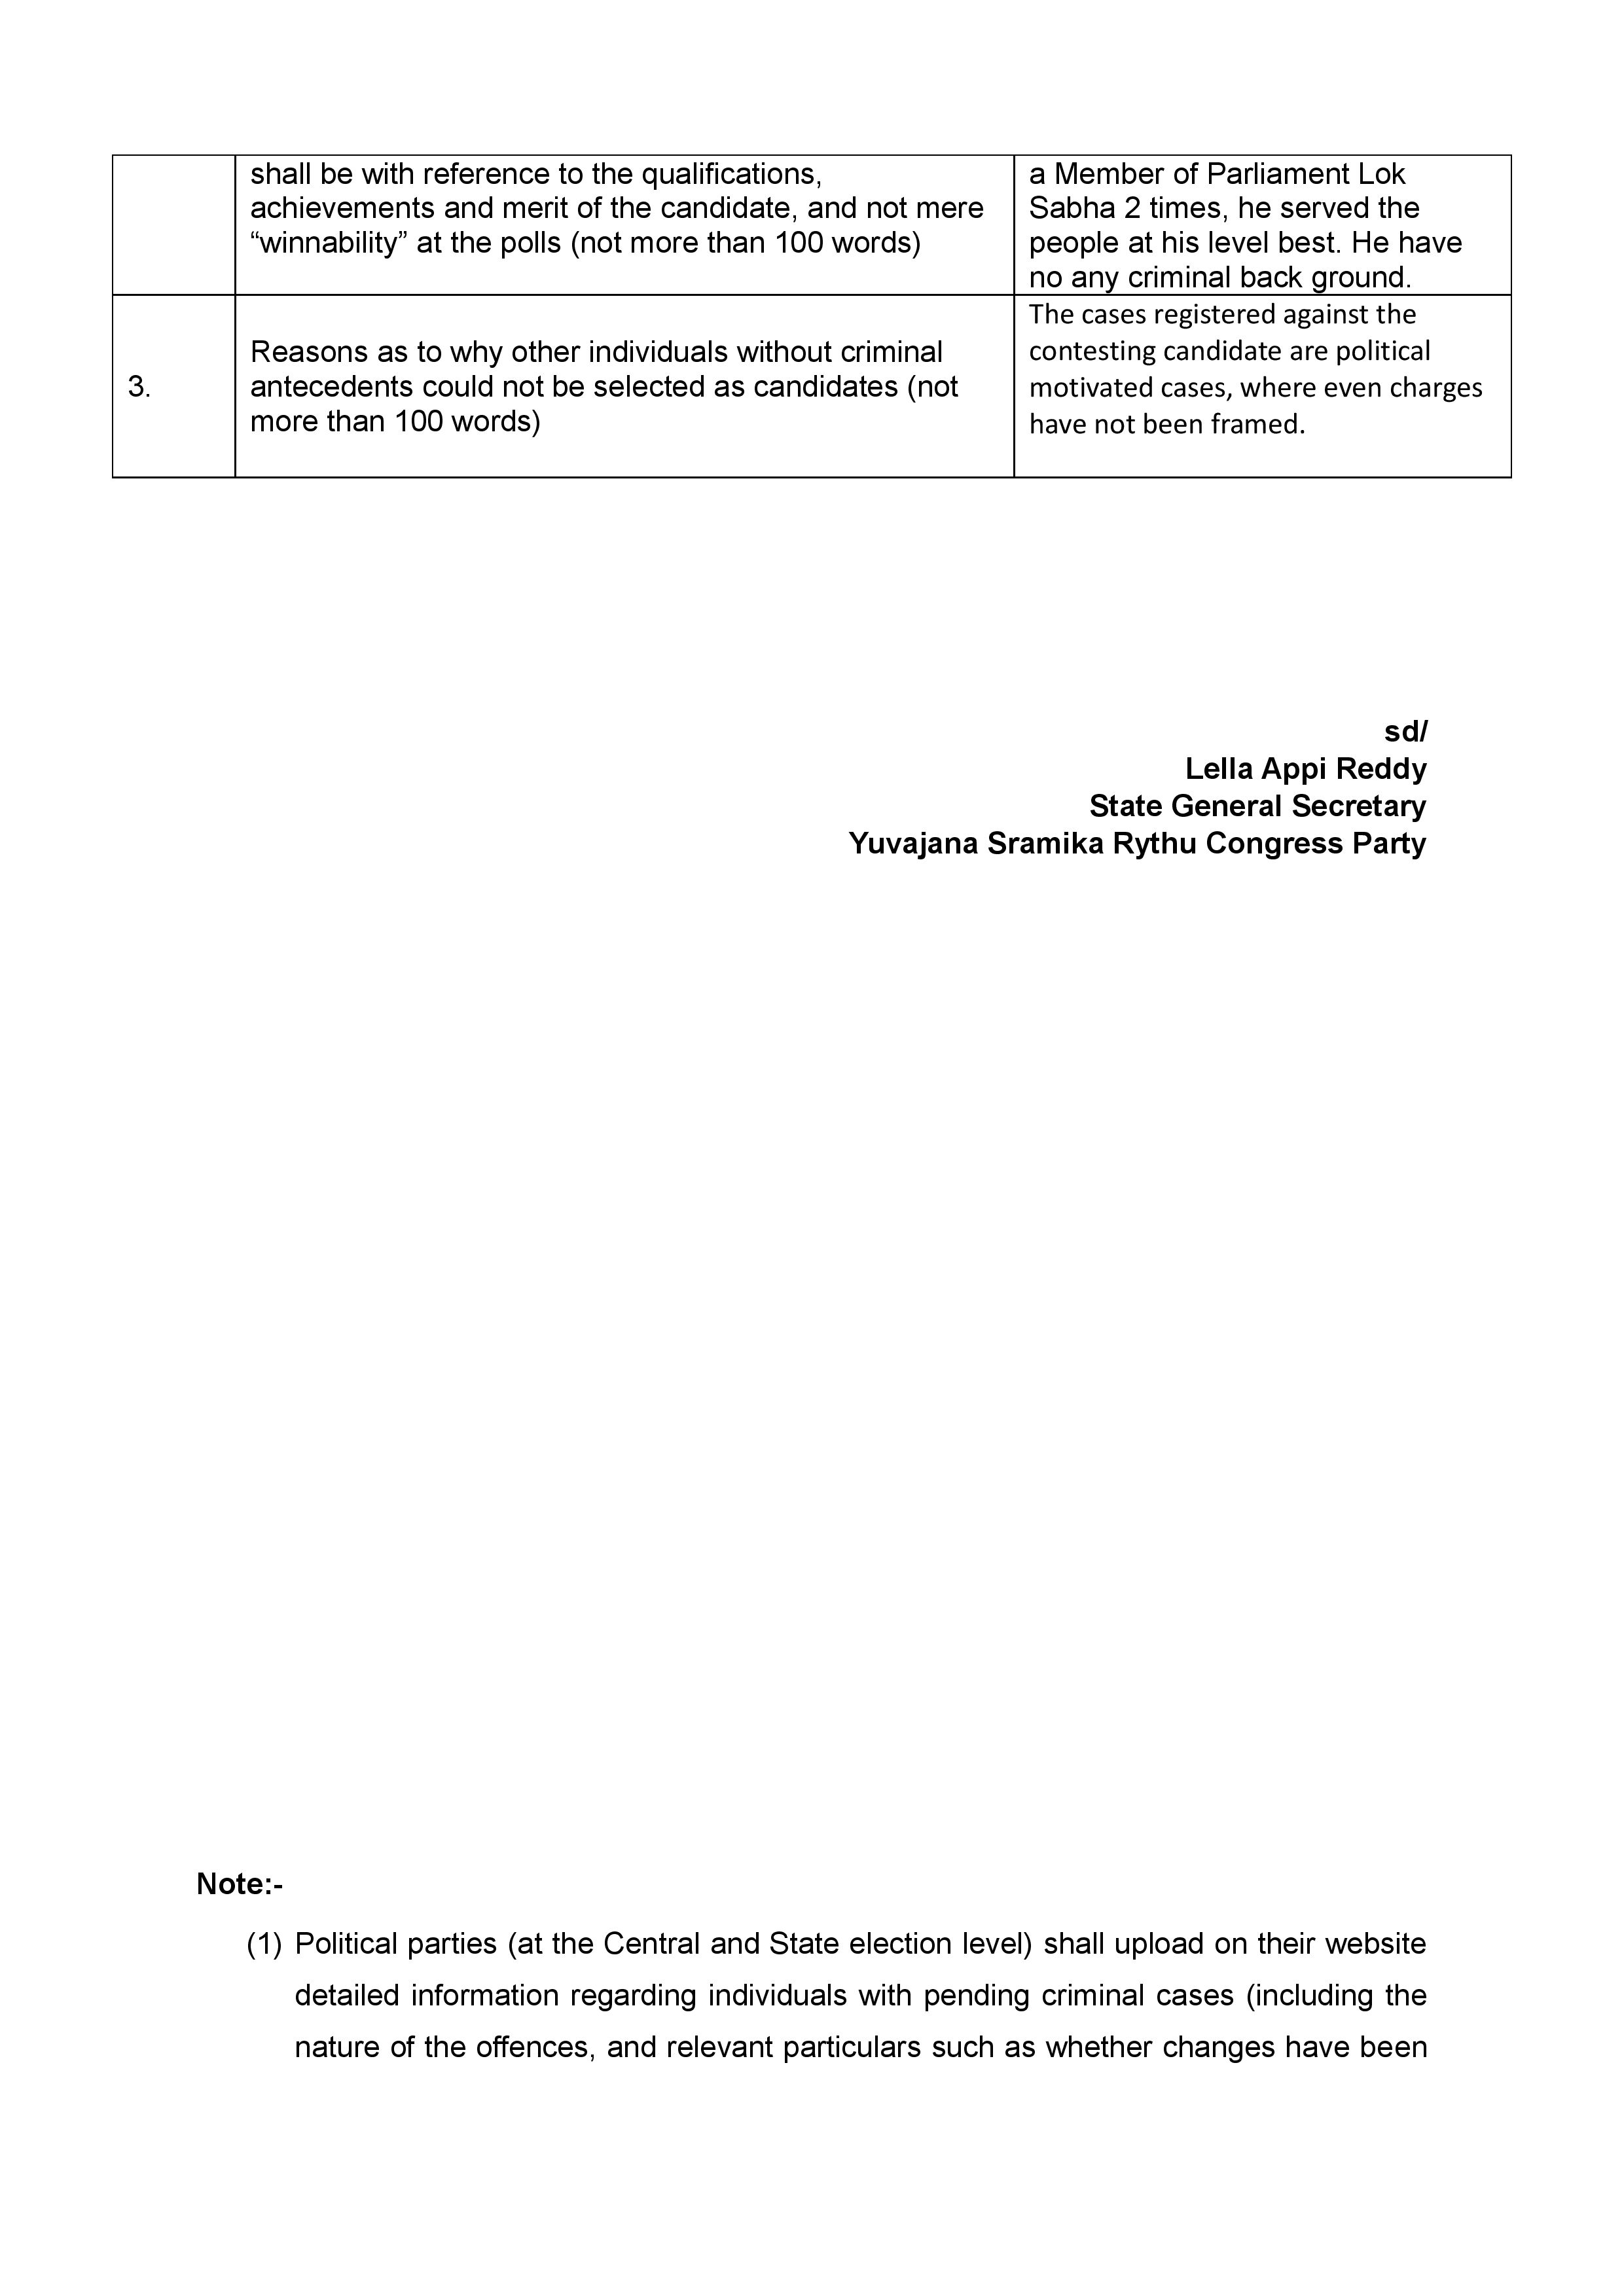 shall be with reference to the qualifications,
achievements and merit of the candidate, and not mere
“winnability” at the polls (not more than 100 words)
a Member of Parliament Lok
Sabha 2 times, he served the
people at his level best. He have
no any criminal back ground.
3.
Reasons as to why other individuals without criminal
antecedents could not be selected as candidates (not
more than 100 words)
The cases registered against the
contesting candidate are political
motivated cases, where even charges
have not been framed.
sd/
Lella Appi Reddy
State General Secretary
Yuvajana Sramika Rythu Congress Party
Note:-
(1) Political parties (at the Central and State election level) shall upload on their website
detailed information regarding individuals with pending criminal cases (including the
nature of the offences, and relevant particulars such as whether changes have been